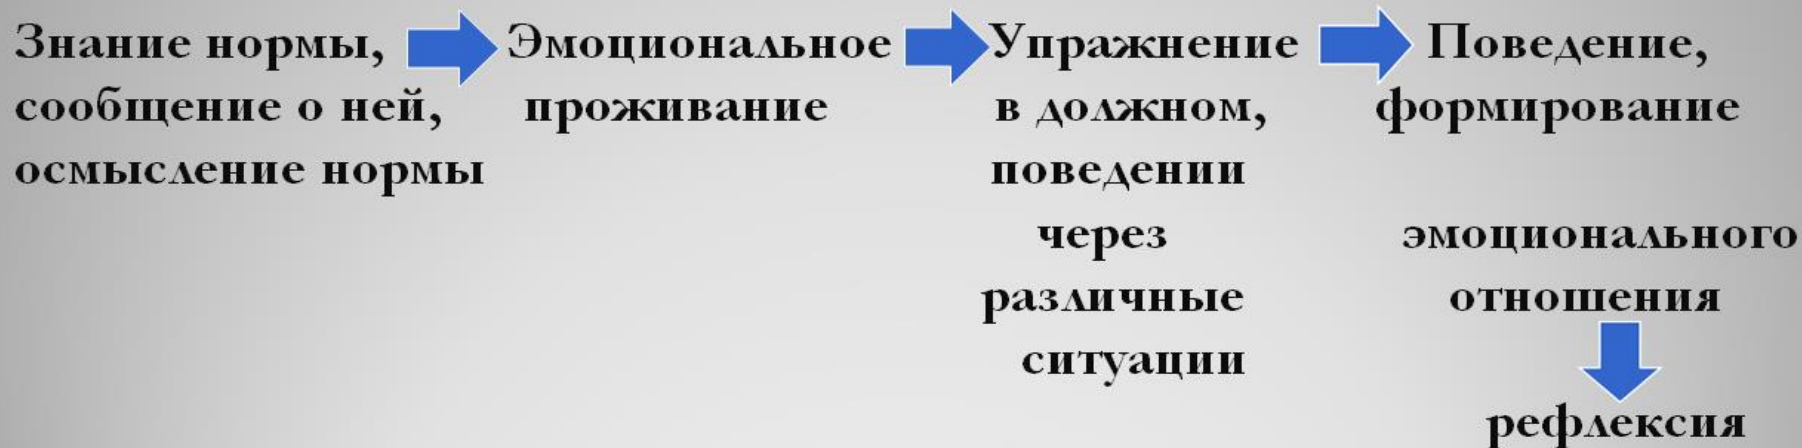 Знание нормы,
сообщение о ней,
осмысление нормы
Эмоциональное
проживание
Упражнение
в должном,
поведении
через
различные
ситуации
Поведение,
формирование
эмоционального
отношения
рефлексия